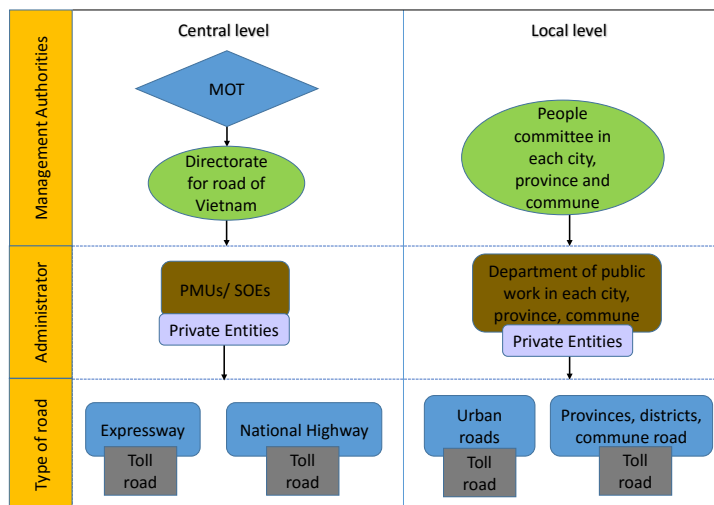 Central level
Local level
Management Authorities
MOT
Directorate
for road of
Vietnam
People
committee in
each city,
province and
commune
Administrator
PMUs/ SOEs
Private Entities
Department of public
work in each city,
province, commune
Private Entities
Type of road
Expressway
Toll
road
National Highway
Toll
road
Urban
roads
Toll
road
Provinces, districts,
commune road
Toll
road